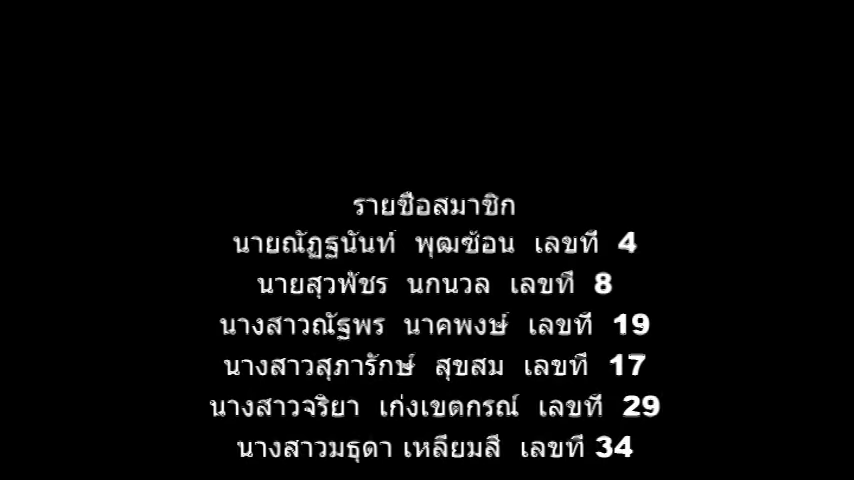 รายชื่อสมาชิก
นายณัฏฐนันท์ พุฒซ้อน เลขที่ 4
นายสุวพัชร นกนวล เลขที่ 8
นางสาวณัฐพร นาคพงษ์ เลขที่ 19
นางสาวสุภารักษ์ สุขสม เลขที่ 17
นางสาวจริยา เก่งเขตกรณ์ เลขที่ 29
นางสาวมธุดา เหลี่ยมสี เลขที่ 34